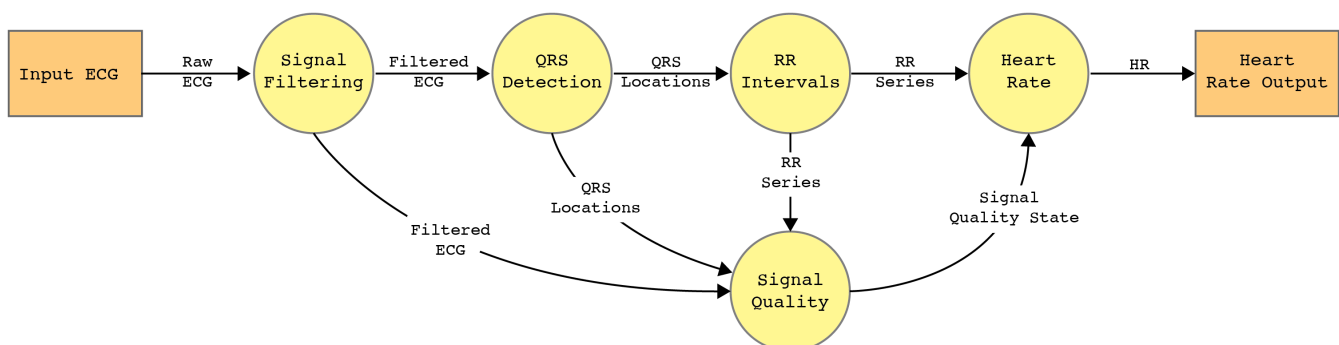 Input ECG
Raw
ECG
Signal
Filtering
Filtered
ECG
QRS
Detection
QRS
Locations
RR
Intervals
RR
Series
Heart
Rate
HR
Heart
Rate Output
RR
Series
QRS
Locations
Signal
Quality State
Filtered
ECG
Signal
Quality